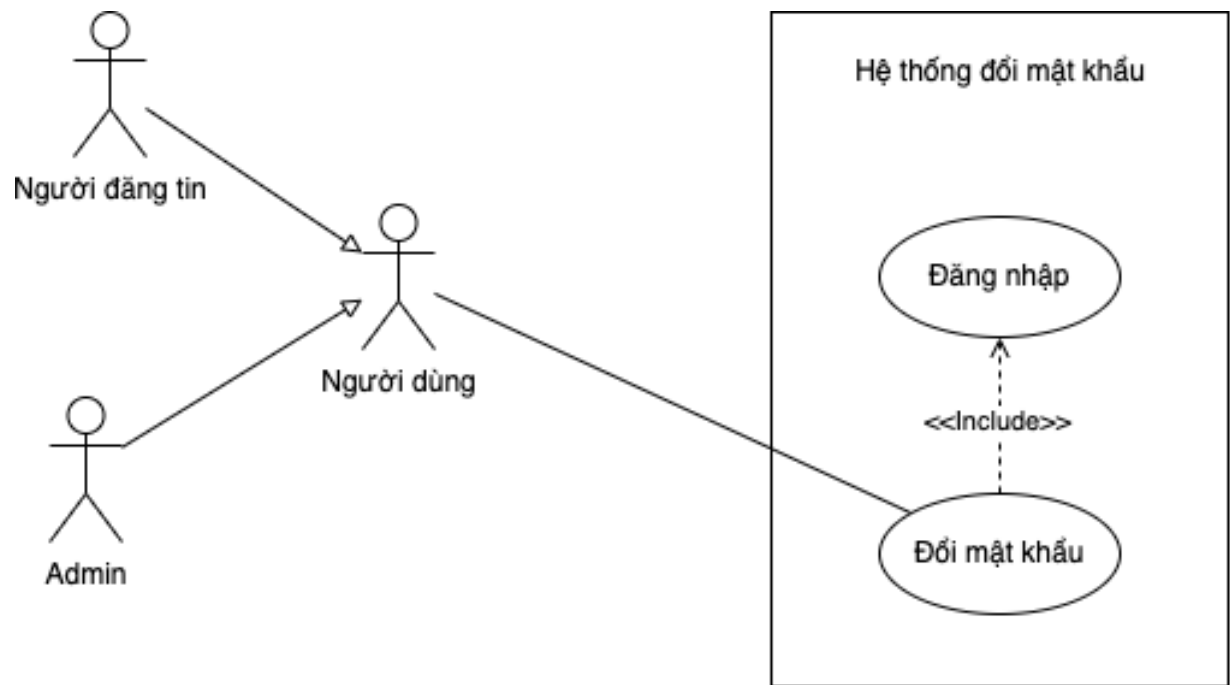 Hệ thống đổi mật khẩu
Người đăng tin
Đăng nhập
Người dùng
<<Include>>
Đổi mật khẩu
Admin